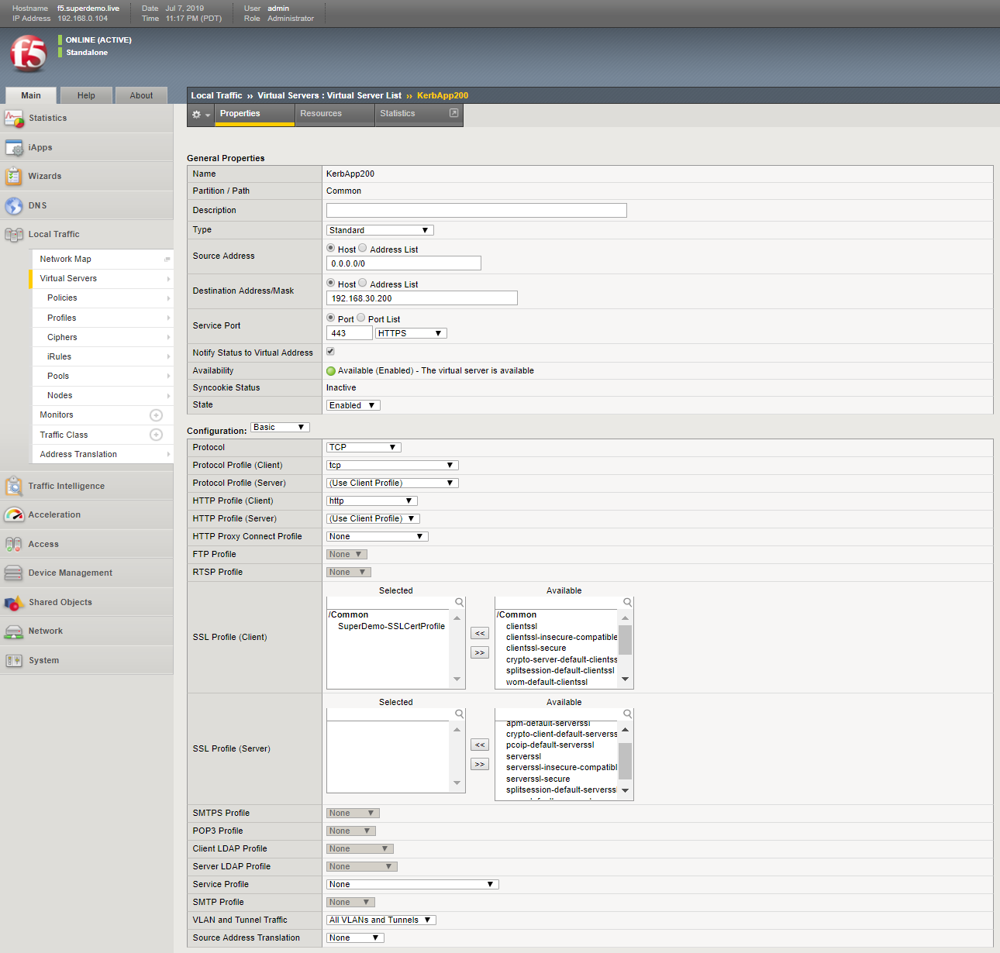 Hostname f5.superdemo.live Date Jul 7, 2019 User admin
IP Address 192.168.0.104 Time 11:17 PM (PDT) Role Administrator
f5
ONLINE (ACTIVE)
Standalone
Main Help About
Local Traffic ›› Virtual Servers : Virtual Server List ›› KerbApp200
Properties Resources Statistics
Statistics
iApps
Wizards
DNS
Local Traffic
Network Map
Virtual Servers
Policies
Profiles
Ciphers
iRules
Pools
Nodes
Monitors
Traffic Class
Address Translation
Traffic Intelligence
Acceleration
Access
Device Management
Shared Objects
Network
System
General Properties
Name KerbApp200
Partition / Path Common
Description
Type Standard
Source Address Host Address List
0.0.0.0/0
Destination Address/Mask Host Address List
192.168.30.200
Service Port Port Port List
443 HTTPS
Notify Status to Virtual Address
Availability Available (Enabled) - The virtual server is available
Syncookie Status Inactive
State Enabled
Configuration: Basic
Protocol TCP
Protocol Profile (Client) tcp
Protocol Profile (Server) (Use Client Profile)
HTTP Profile (Client) http
HTTP Profile (Server) (Use Client Profile)
HTTP Proxy Connect Profile None
FTP Profile None
RTSP Profile None
SSL Profile (Client)
Selected
/Common
SuperDemo-SSLCertProfile
<<
>>
Available
/Common
clientssl
clientssl-insecure-compatible
clientssl-secure
crypto-server-default-clientss
splitsession-default-clientssl
wom-default-clientssl
SSL Profile (Server)
Selected
<<
>>
Available
apm-default-serverssl
crypto-client-default-serverss
pcoip-default-serverssl
serverssl
serverssl-insecure-compatibl
serverssl-secure
splitsession-default-serverssl
SMTPS Profile None
POP3 Profile None
Client LDAP Profile None
Server LDAP Profile None
Service Profile None
SMTP Profile None
VLAN and Tunnel Traffic All VLANs and Tunnels
Source Address Translation None